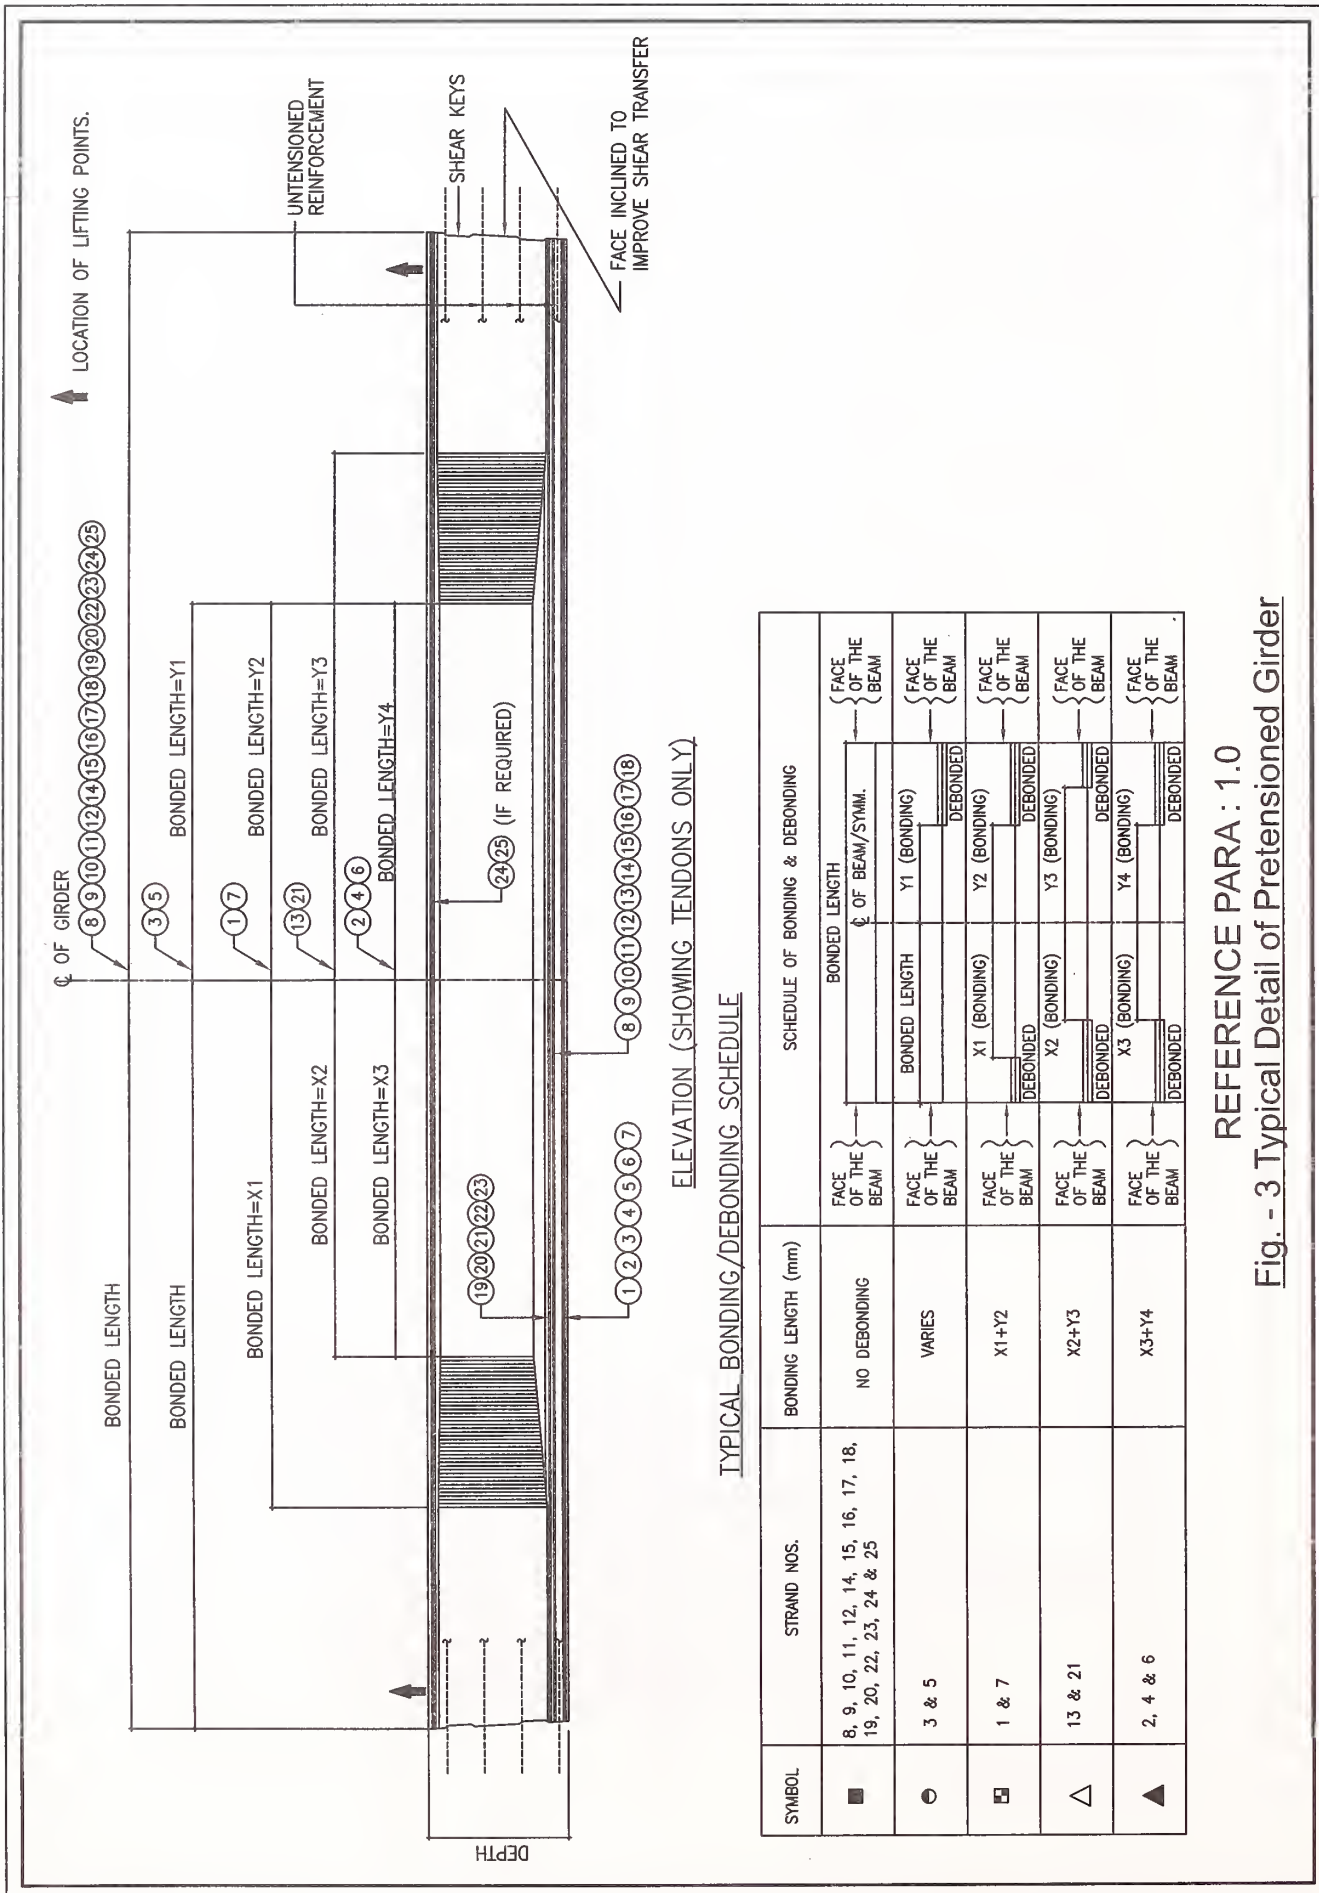 LOCATION OF LIFTING POINTS.
℄ OF GIRDER
8 9 10 11 12 14 15 16 17 18 19 20 22 23 24 25
BONDED LENGTH
3 5
BONDED LENGTH
BONDED LENGTH=Y1
1 7
BONDED LENGTH=X1
BONDED LENGTH=Y2
13 21
BONDED LENGTH=X2
BONDED LENGTH=Y3
2 4 6
BONDED LENGTH=X3
BONDED LENGTH=Y4
UNTENSIONED
REINFORCEMENT
SHEAR KEYS
FACE INCLINED TO
IMPROVE SHEAR TRANSFER
DEPTH
19 20 21 22 23
24 25 (IF REQUIRED)
1 2 3 4 5 6 7
8 9 10 11 12 13 14 15 16 17 18
ELEVATION (SHOWING TENDONS ONLY)
TYPICAL BONDING/DEBONDING SCHEDULE
SYMBOL
STRAND NOS.
BONDING LENGTH (mm)
SCHEDULE OF BONDING & DEBONDING
8, 9, 10, 11, 12, 14, 15, 16, 17, 18,
19, 20, 22, 23, 24 & 25
NO DEBONDING
FACE
OF THE
BEAM
BONDED LENGTH
℄ OF BEAM/SYMM.
FACE
OF THE
BEAM
3 & 5
VARIES
FACE
OF THE
BEAM
BONDED LENGTH
Y1 (BONDING)
DEBONDED
FACE
OF THE
BEAM
1 & 7
X1+Y2
FACE
OF THE
BEAM
X1 (BONDING)
DEBONDED
Y2 (BONDING)
DEBONDED
FACE
OF THE
BEAM
13 & 21
X2+Y3
FACE
OF THE
BEAM
X2 (BONDING)
DEBONDED
Y3 (BONDING)
DEBONDED
FACE
OF THE
BEAM
2, 4 & 6
X3+Y4
FACE
OF THE
BEAM
X3 (BONDING)
DEBONDED
Y4 (BONDING)
DEBONDED
FACE
OF THE
BEAM
REFERENCE PARA : 1.0
Fig. - 3 Typical Detail of Pretensioned Girder